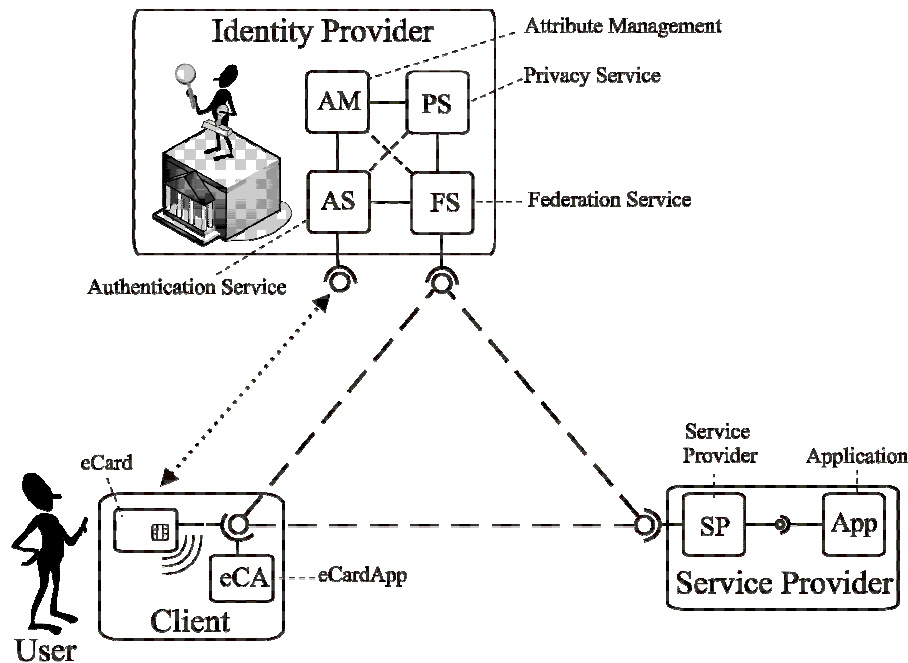 Identity Provider
Attribute Management
Privacy Service
AM
PS
AS
FS
Federation Service
Authentication Service
eCard
Service
Provider
Application
SP
App
eCA
eCardApp
Service Provider
Client
User